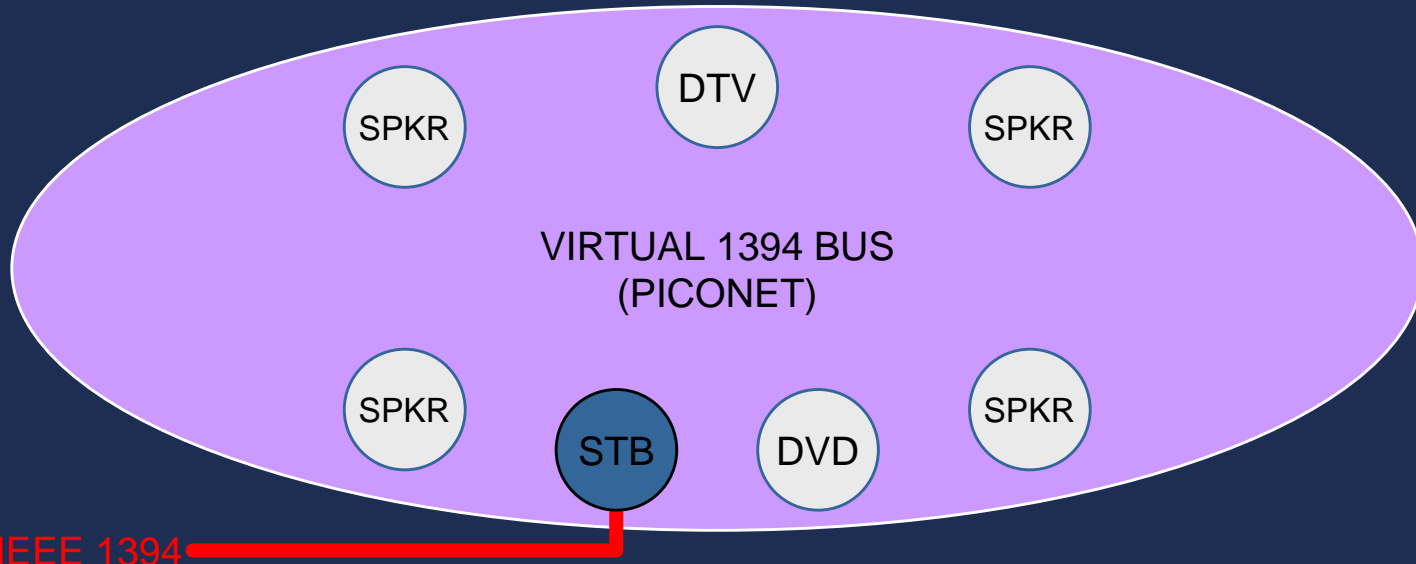 DTV
SPKR
SPKR
VIRTUAL 1394 BUS
(PICONET)
SPKR
SPKR
STB
DVD
IEEE 1394